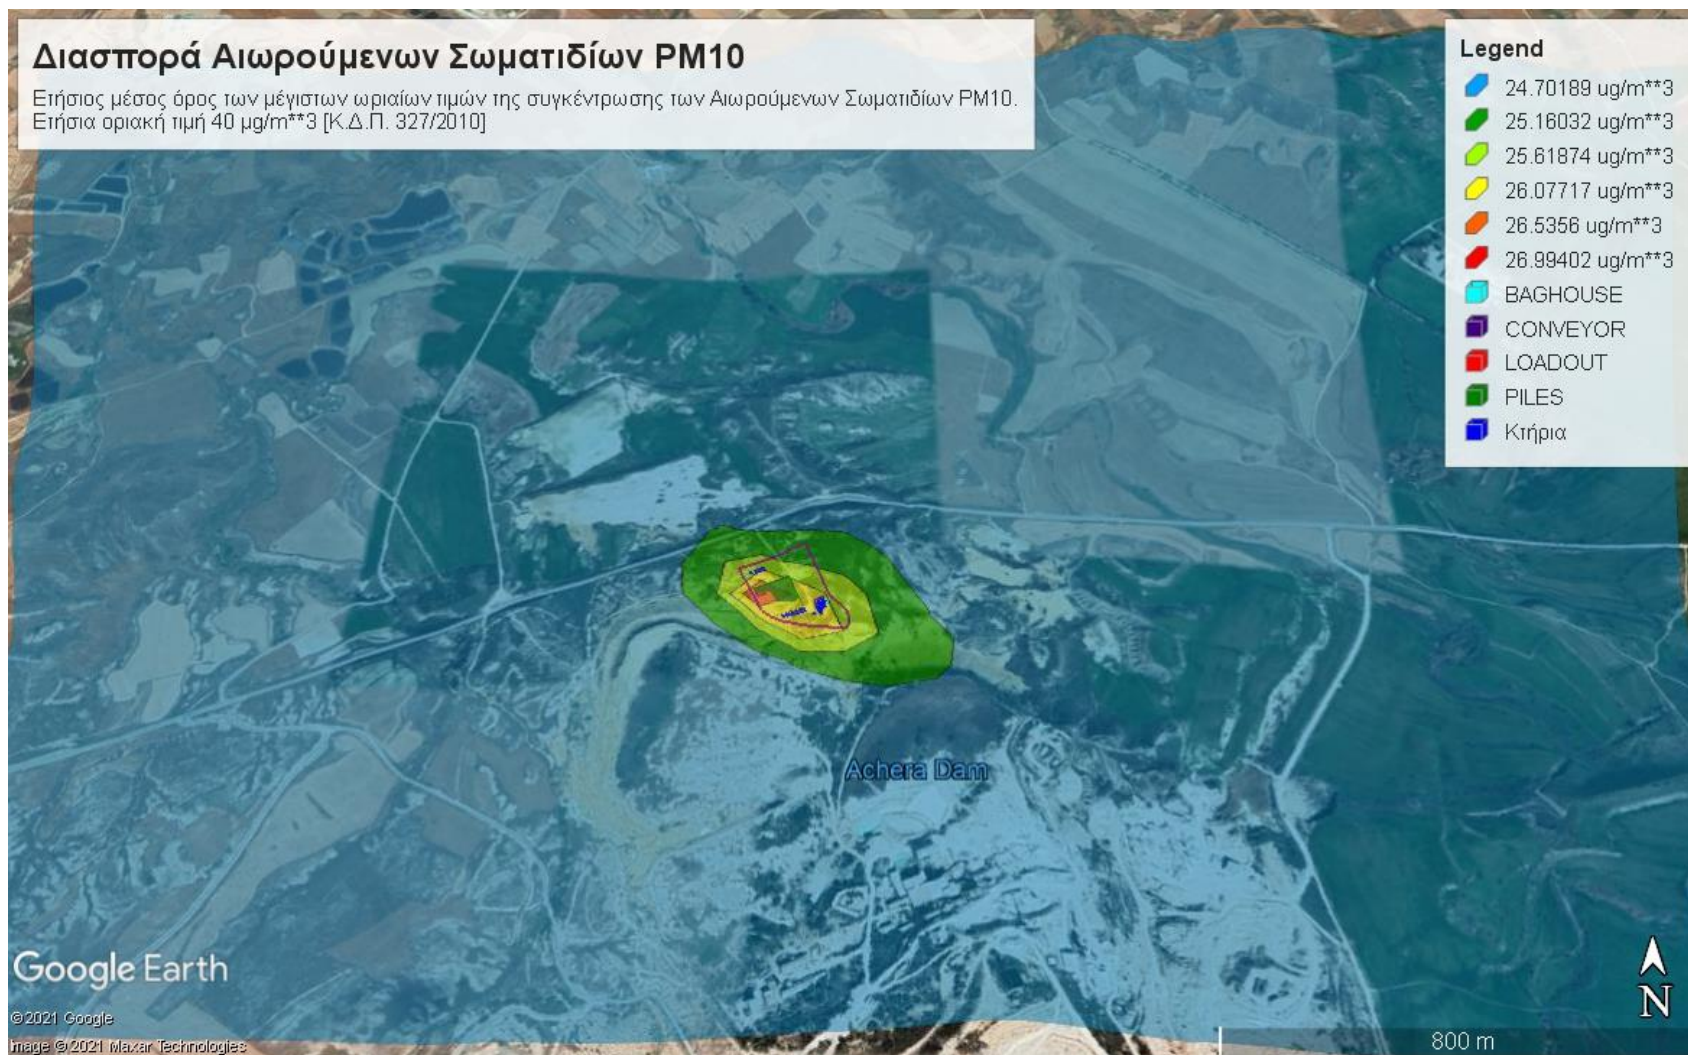 Διασπορά Αιωρούμενων Σωματιδίων PM10
Ετήσιος μέσος όρος των μέγιστων ωριαίων τιμών της συγκέντρωσης των Αιωρούμενων Σωματιδίων PM10.
Ετήσια οριακή τιμή 40 μg/m**3 [Κ.Δ.Π. 327/2010]
Legend
24.70189 ug/m**3
25.16032 ug/m**3
25.61874 ug/m**3
26.07717 ug/m**3
26.5356 ug/m**3
26.99402 ug/m**3
BAGHOUSE
CONVEYOR
LOADOUT
PILES
Κτήρια
Achera Dam
Google Earth
©2021 Google
Image © 2021 Maxar Technologies
N
800 m